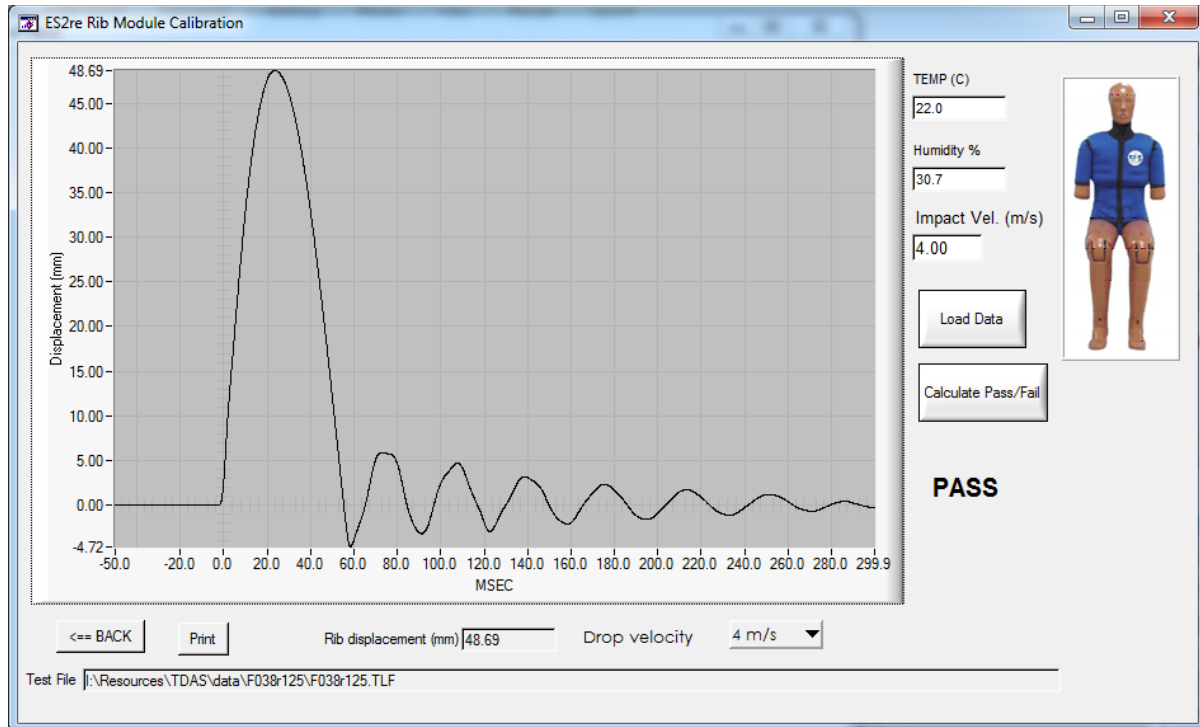 ES2re Rib Module Calibration
48.69
45.00
40.00
35.00
30.00
25.00
20.00
15.00
10.00
5.00
0.00
-4.72
Displacement (mm)
-50.0 -20.0 0.0 20.0 40.0 60.0 80.0 100.0 120.0 140.0 160.0 180.0 200.0 220.0 240.0 260.0 280.0 299.9
MSEC
TEMP (C)
22.0
Humidity %
30.7
Impact Vel. (m/s)
4.00
Load Data
Calculate Pass/Fail
PASS
<== BACK
Print
Rib displacement (mm) 48.69
Drop velocity
4 m/s
Test File I:\Resources\TDAS\data\F038r125\F038r125.TLF